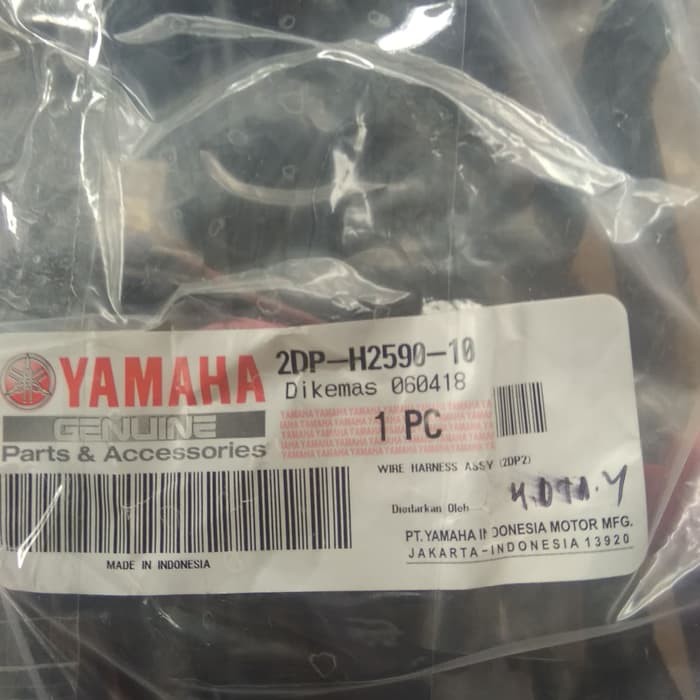 YAMAHA
GENUINE
Parts & Accessories
2DP-H2590-10
Dikemas 060418
1 PC
WIRE HARNESS ASSY (2DP2)
Diedarkan Oleh
PT. YAMAHA INDONESIA MOTOR MFG.
JAKARTA-INDONESIA 13920
MADE IN INDONESIA